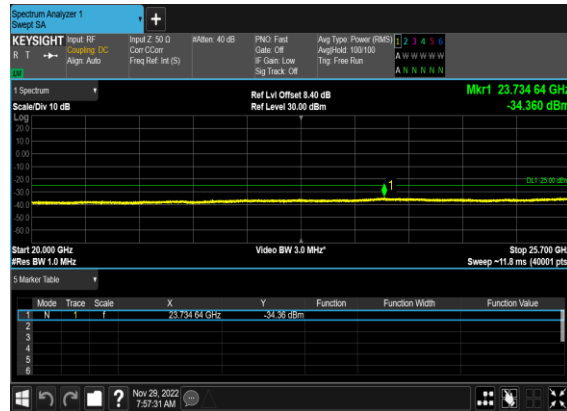 Spectrum Analyzer 1
Swept SA
+
KEYSIGHT Input: RF Input Z: 50 Ω #Atten: 40 dB PNO: Fast Avg Type: Power (RMS) 1 2 3 4 5 6
R T Coupling: DC Corr CCorr Gate: Off Avg|Hold: 100/100 A W W W W W
Align: Auto Freq Ref: Int (S) IF Gain: Low Trig: Free Run
Sig Track: Off A N N N N N
1 Spectrum Ref Lvl Offset 8.40 dB Mkr1 23.734 64 GHz
Scale/Div 10 dB Ref Level 30.00 dBm -34.360 dBm
Log
20.0
10.0
0.00
-10.0
-20.0
DL1 -25.00 dBm
1
-30.0
-40.0
-50.0
-60.0
Start 20.000 GHz Video BW 3.0 MHz* Stop 25.700 GHz
#Res BW 1.0 MHz Sweep ~11.8 ms (40001 pts)
5 Marker Table
Mode Trace Scale X Y Function Function Width Function Value
1 N 1 f 23.734 64 GHz -34.36 dBm
2
3
4
5
6
? Nov 29, 2022
7:57:31 AM